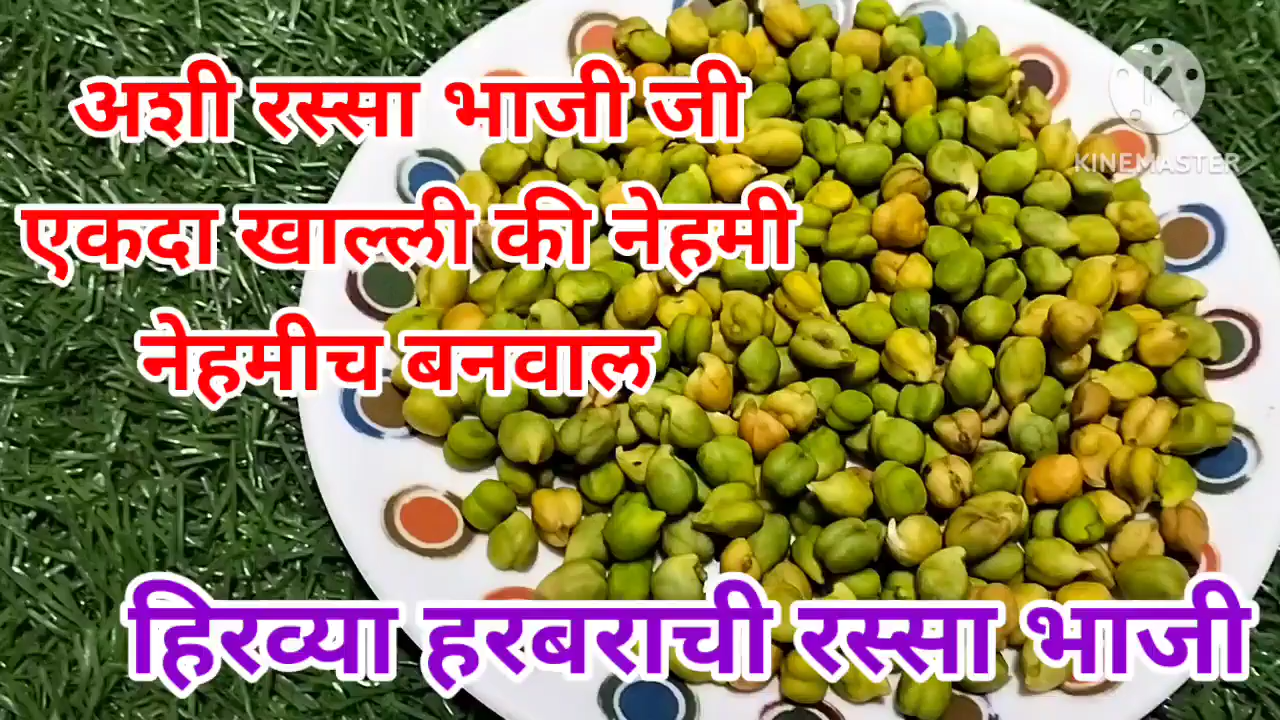 अशी रस्सा भाजी जी
KINEMASTER
एकदा खाल्ली की नेहमी
नेहमीच बनवाल
हिरव्या हरबराची रस्सा भाजी